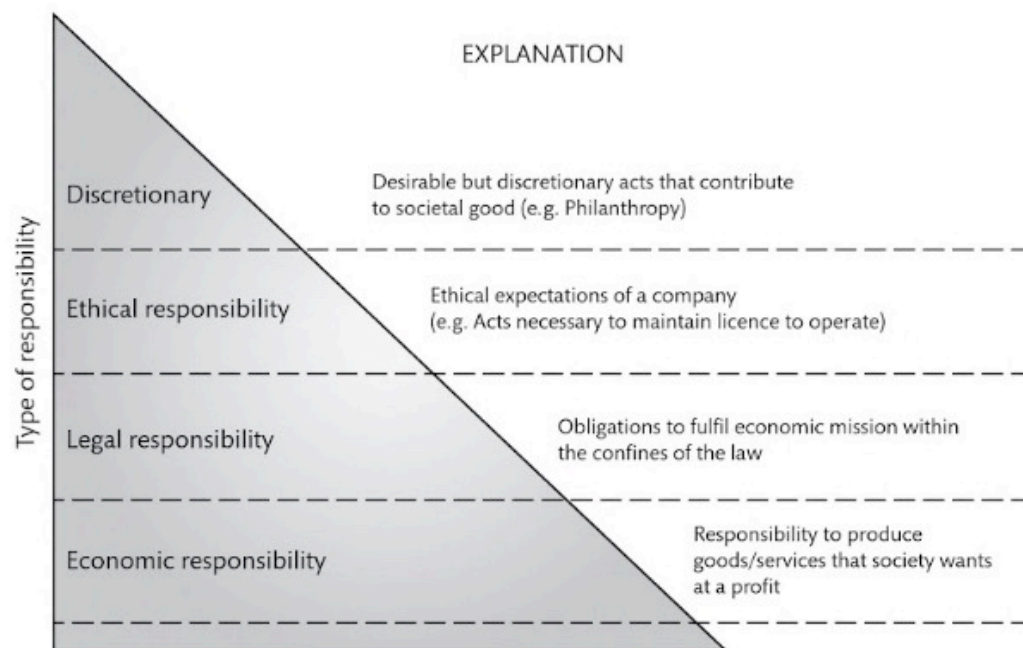 EXPLANATION
Type of responsibility
Discretionary
Desirable but discretionary acts that contribute
to societal good (e.g. Philanthropy)
Ethical responsibility
Ethical expectations of a company
(e.g. Acts necessary to maintain licence to operate)
Legal responsibility
Obligations to fulfil economic mission within
the confines of the law
Economic responsibility
Responsibility to produce
goods/services that society wants
at a profit